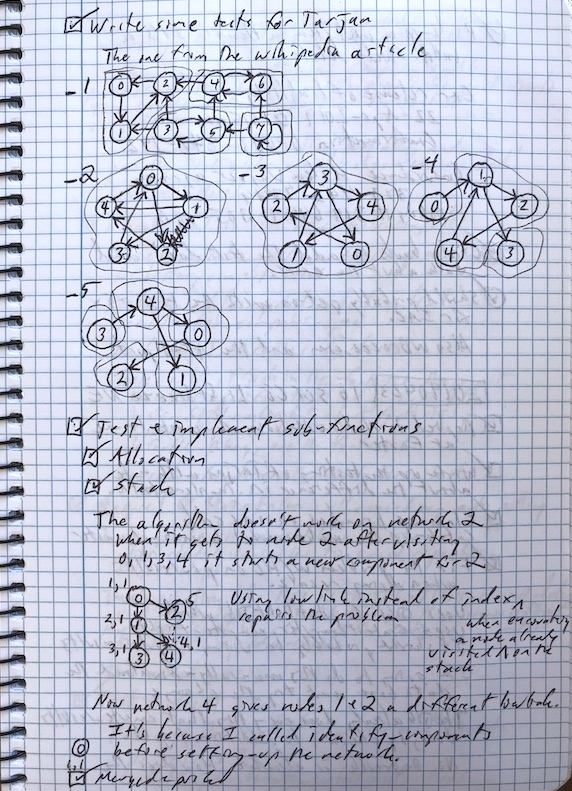 Write some tests for Tarjan
The one from the wikipedia article
-1
0 2 4 6
1 3 5 7
-2 -3 -4
0 3 1
4 1 2 4 0 2
3 2 1 0 4 3
-5
4
3 0
2 1
Test & implement sub-functions
Allocation
Stack
The algorithm doesn't work on network 2
when it gets to node 2 after visiting
0, 1, 3, 4 it starts a new component for 2
1,1 0 2 5
2,1 1
3,1 3 4 4,1
Using lowlink instead of index ^
repairs the problem
when encountering
a node already
visited & on the
stack
Now network 4 gives nodes 1 & 2 a different lowlink.
It's because I called identify-components
before setting-up the network.
0
1,1
Merged